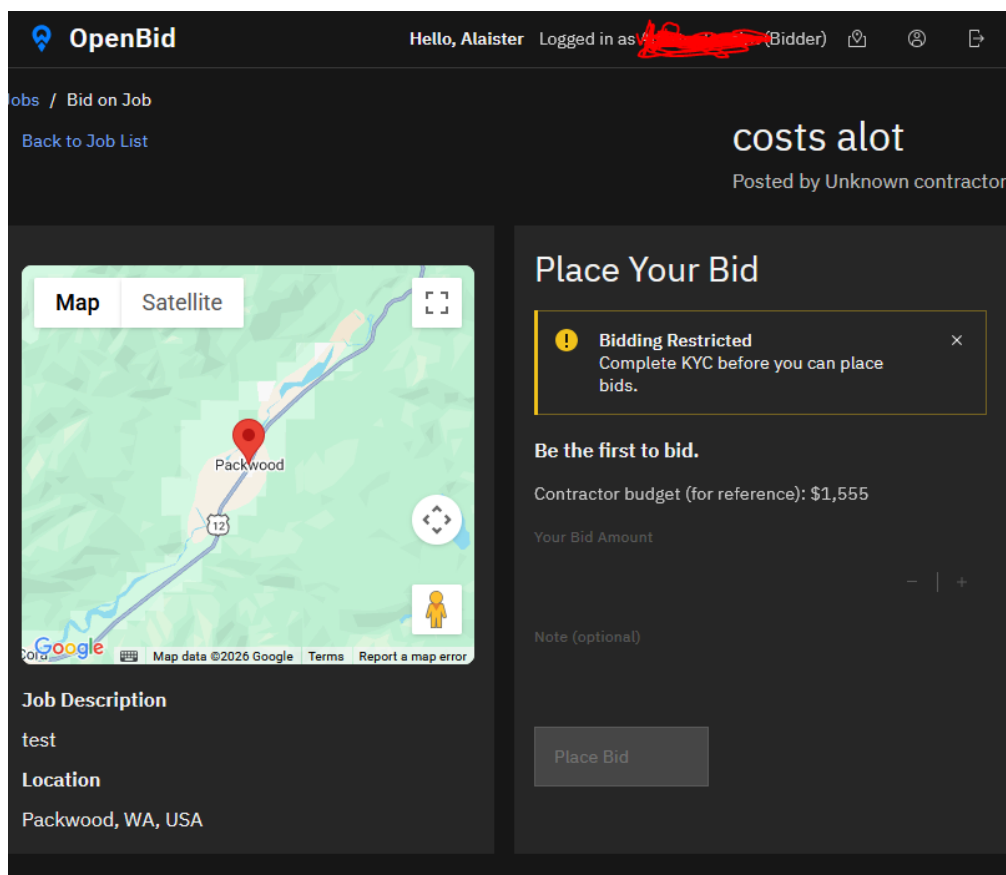 OpenBid
Hello, Alaister Logged in as (Bidder)
Jobs / Bid on Job
Back to Job List
costs alot
Posted by Unknown contractor
Map Satellite
Packwood
12
Google
Map data ©2026 Google Terms Report a map error
Job Description
test
Location
Packwood, WA, USA
Place Your Bid
Bidding Restricted
Complete KYC before you can place
bids.
Be the first to bid.
Contractor budget (for reference): $1,555
Your Bid Amount
Note (optional)
Place Bid